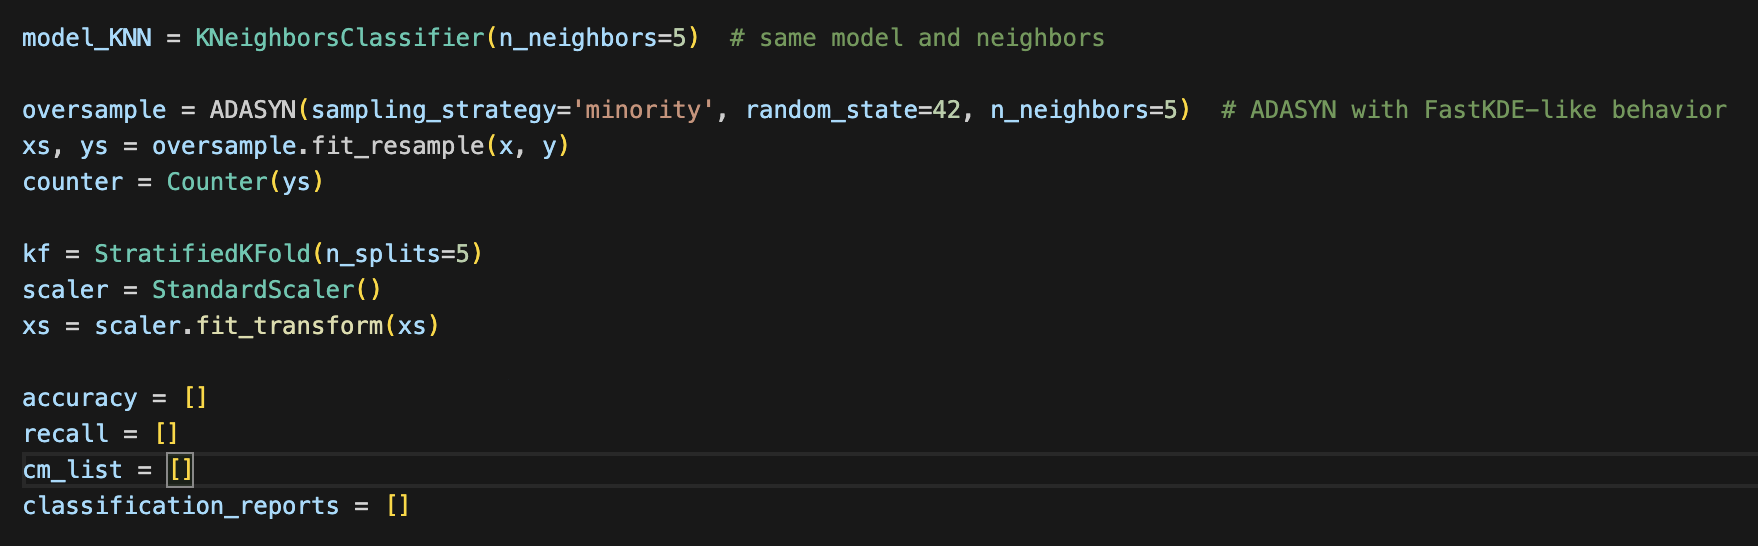 model_KNN = KNeighborsClassifier(n_neighbors=5)  # same model and neighbors
oversample = ADASYN(sampling_strategy='minority', random_state=42, n_neighbors=5)  # ADASYN with FastKDE-like behavior
xs, ys = oversample.fit_resample(x, y)
counter = Counter(ys)
kf = StratifiedKFold(n_splits=5)
scaler = StandardScaler()
xs = scaler.fit_transform(xs)
accuracy = []
recall = []
cm_list = []
classification_reports = []